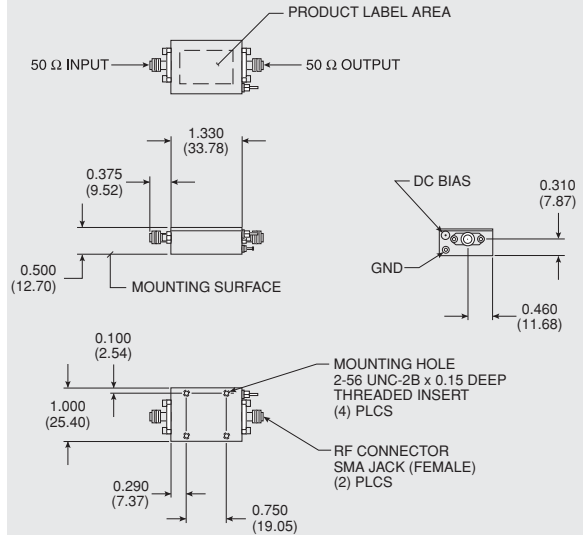 PRODUCT LABEL AREA
50 Ω INPUT
50 Ω OUTPUT
1.330
(33.78)
0.375
(9.52)
DC BIAS
0.310
(7.87)
0.500
(12.70)
MOUNTING SURFACE
GND
0.460
(11.68)
0.100
(2.54)
MOUNTING HOLE
2-56 UNC-2B x 0.15 DEEP
THREADED INSERT
(4) PLCS
1.000
(25.40)
RF CONNECTOR
SMA JACK (FEMALE)
(2) PLCS
0.290
(7.37)
0.750
(19.05)